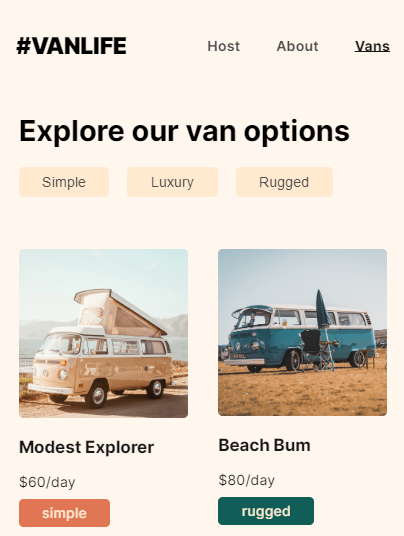 #VANLIFE
Host About Vans
Explore our van options
Simple Luxury Rugged
Modest Explorer
$60/day
simple
Beach Bum
$80/day
rugged